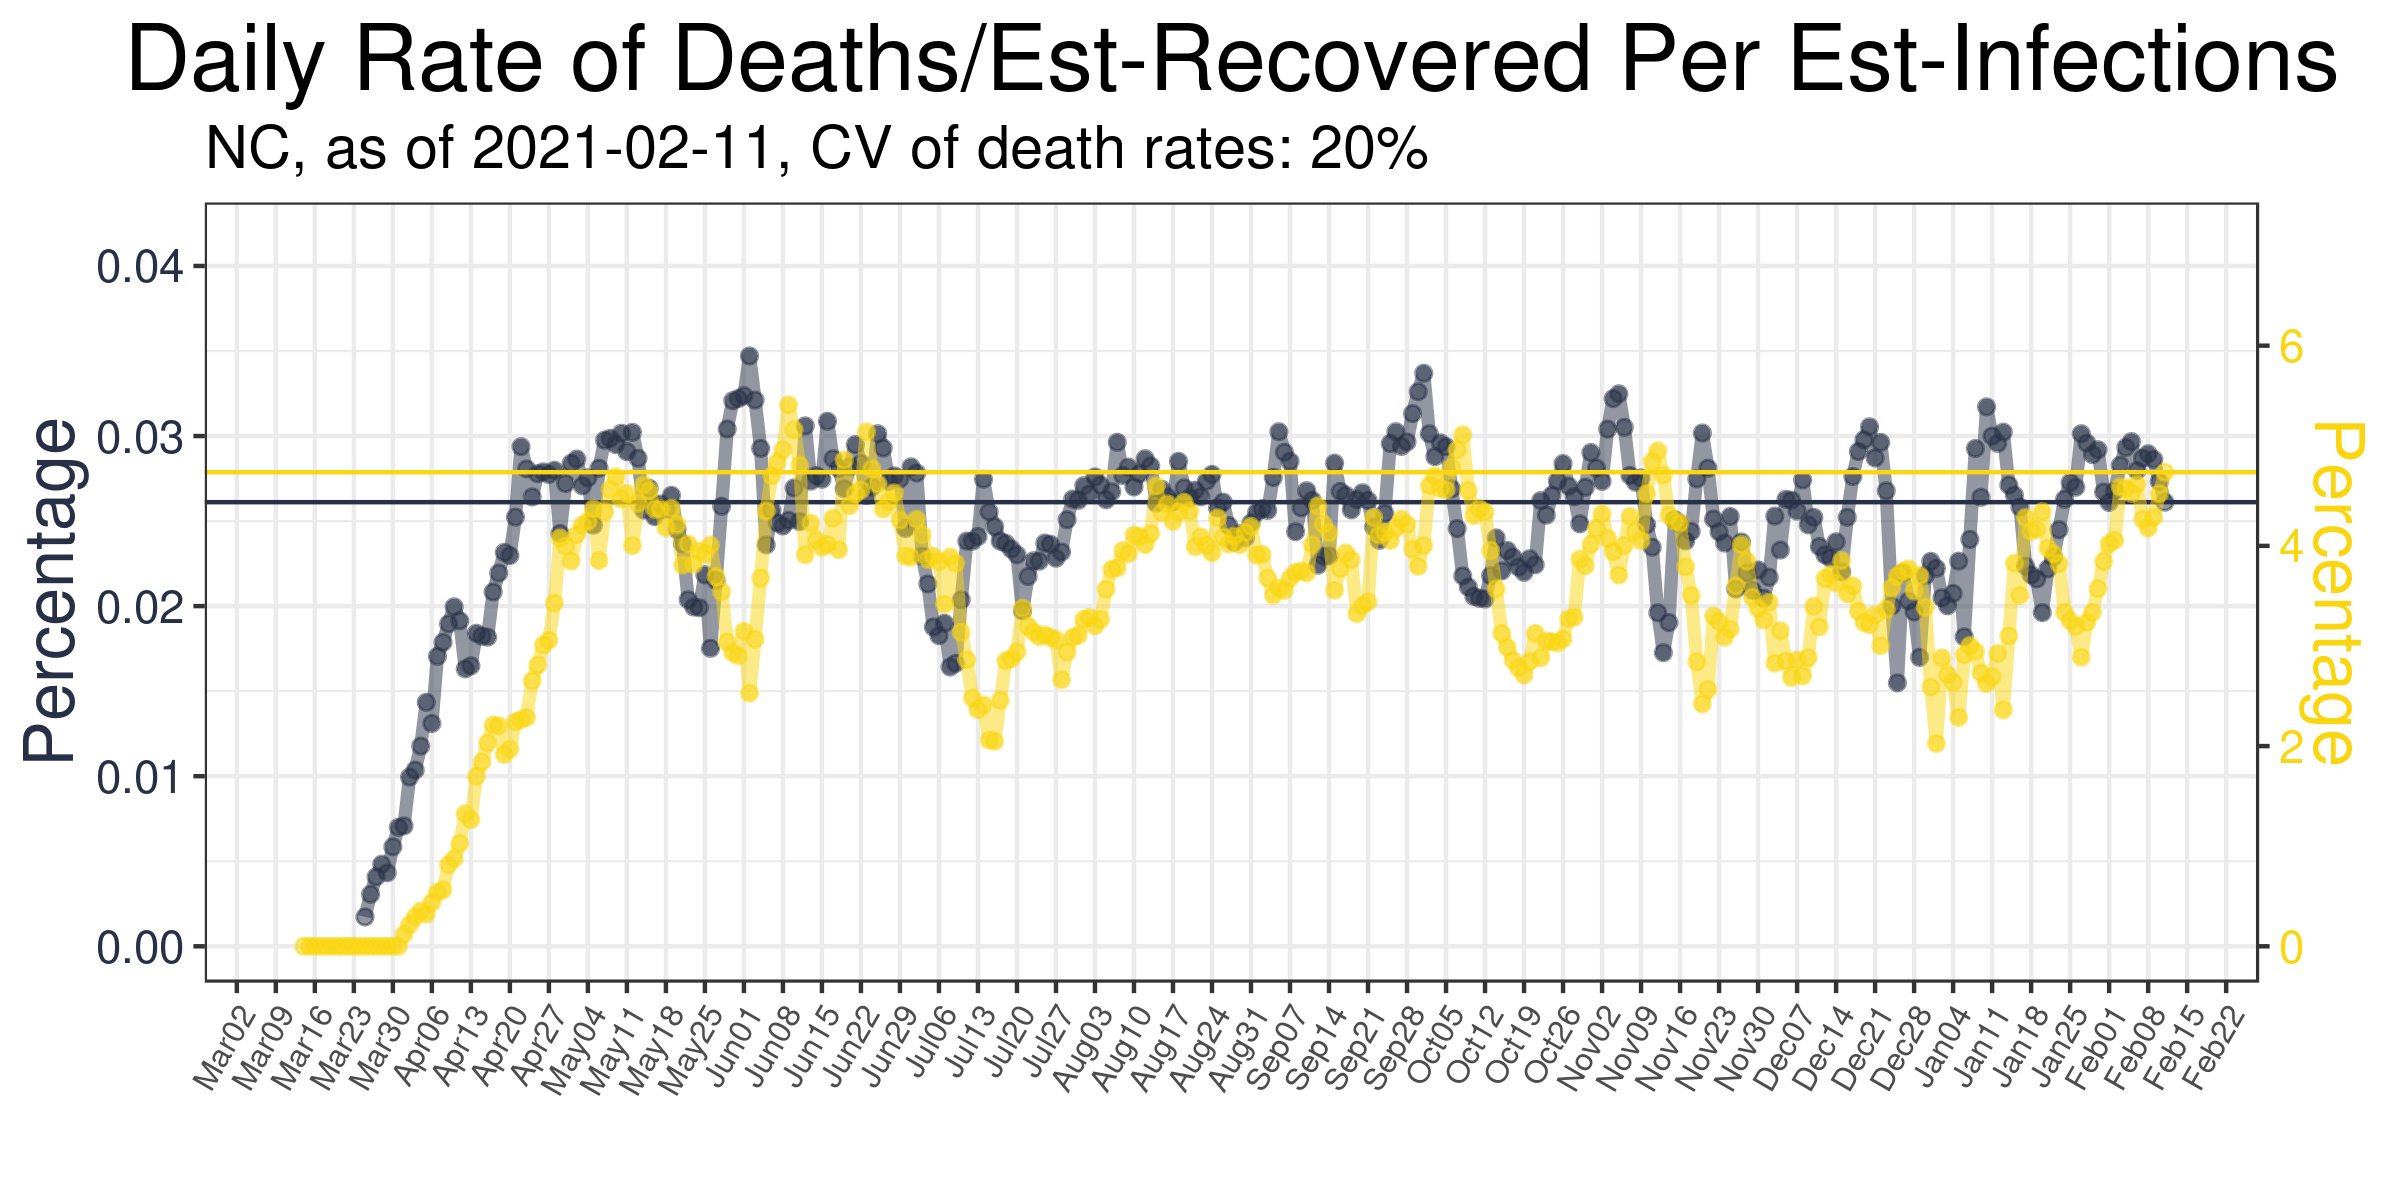 Daily Rate of Deaths/Est-Recovered Per Est-Infections
NC, as of 2021-02-11, CV of death rates: 20%
Percentage
0.04
0.03
0.02
0.01
0.00
6
4
2
0
Percentage
Mar02
Mar09
Mar16
Mar23
Mar30
Apr06
Apr13
Apr20
Apr27
May04
May11
May18
May25
Jun01
Jun08
Jun15
Jun22
Jun29
Jul06
Jul13
Jul20
Jul27
Aug03
Aug10
Aug17
Aug24
Aug31
Sep07
Sep14
Sep21
Sep28
Oct05
Oct12
Oct19
Oct26
Nov02
Nov09
Nov16
Nov23
Nov30
Dec07
Dec14
Dec21
Dec28
Jan04
Jan11
Jan18
Jan25
Feb01
Feb08
Feb15
Feb22